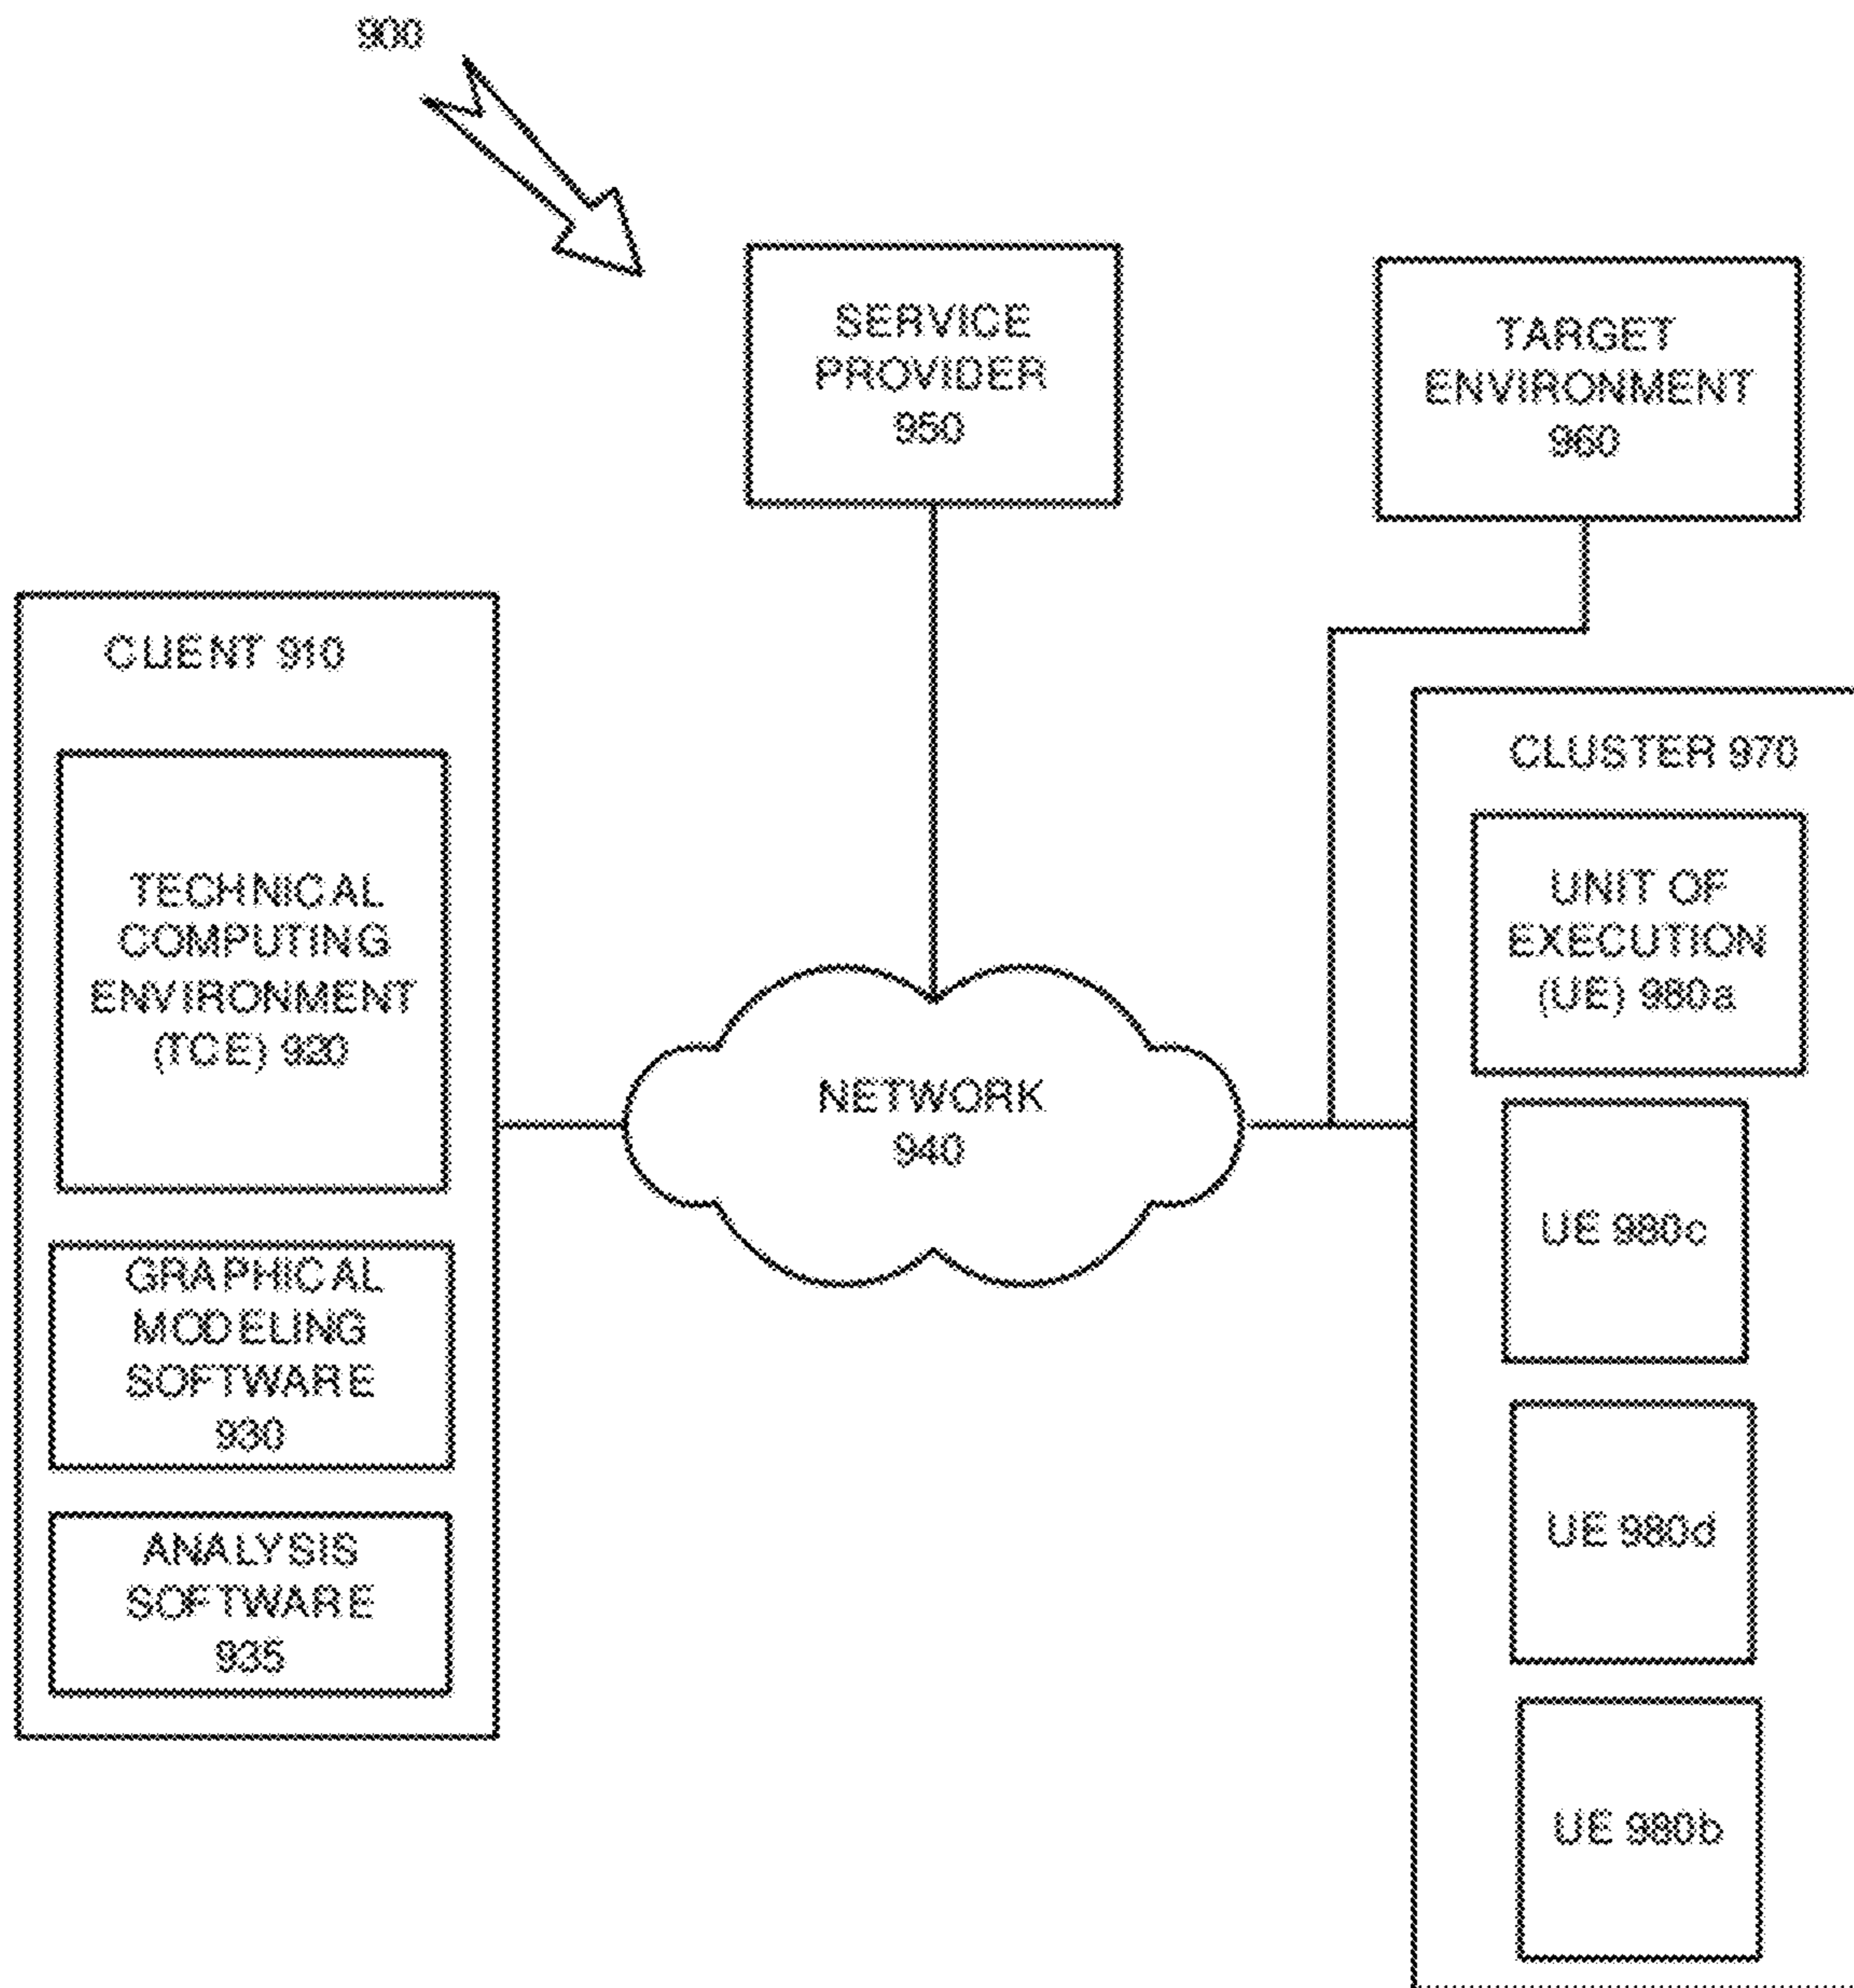 900
SERVICE
PROVIDER
950
TARGET
ENVIRONMENT
960
CLIENT 910
TECHNICAL
COMPUTING
ENVIRONMENT
(TCE) 920
GRAPHICAL
MODELING
SOFTWARE
930
ANALYSIS
SOFTWARE
935
NETWORK
940
CLUSTER 970
UNIT OF
EXECUTION
(UE) 980a
UE 980c
UE 980d
UE 980b